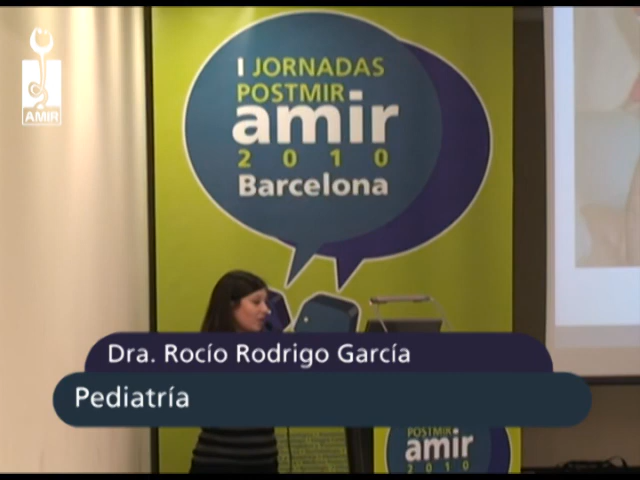 AMIR
I JORNADAS
POSTMIR
amir
2010
Barcelona
Dra. Rocío Rodrigo García
Pediatría
POSTMIR
amir
2010